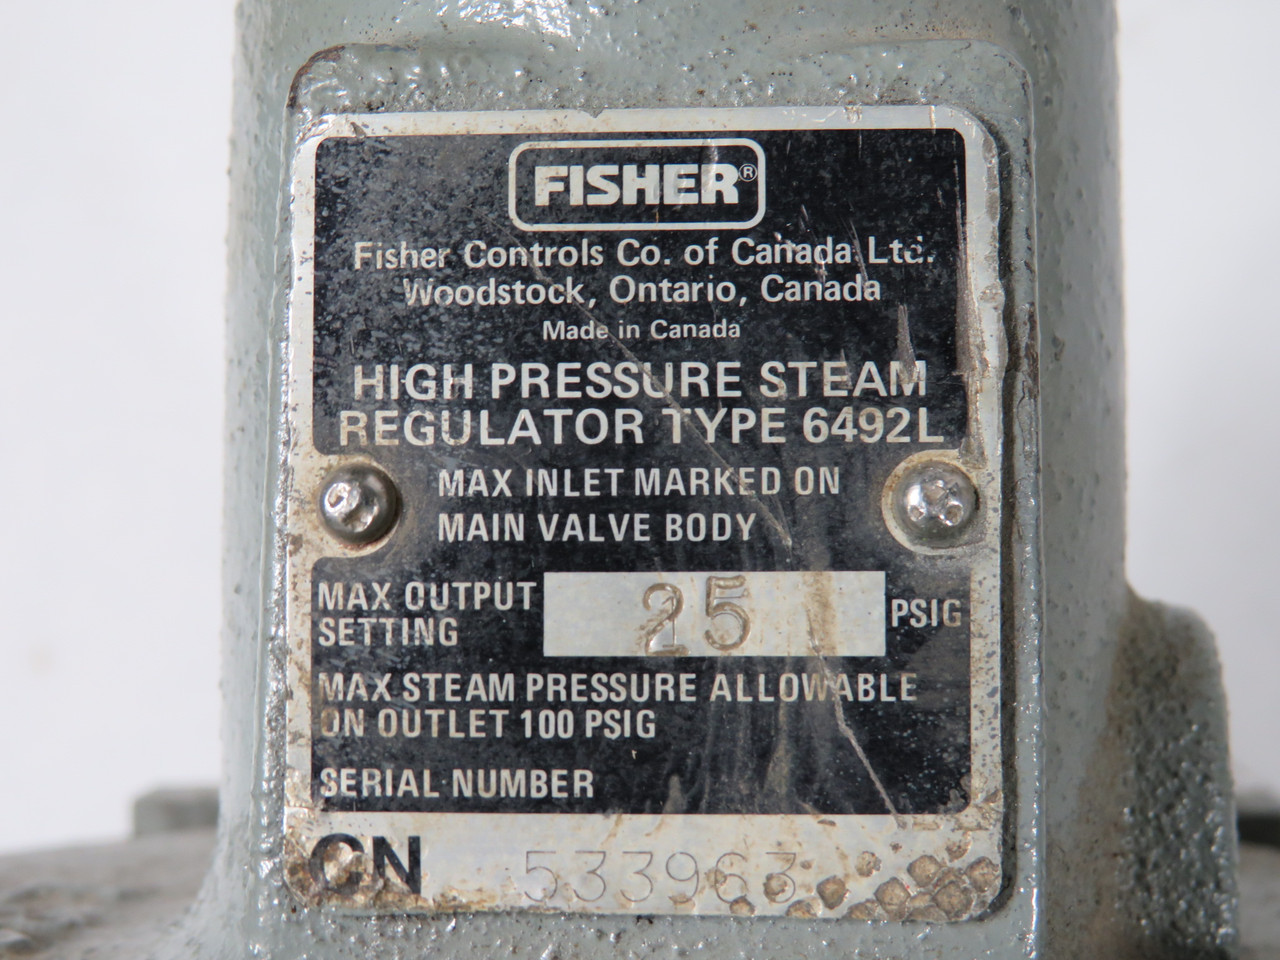 FISHER®
Fisher Controls Co. of Canada Ltd.
Woodstock, Ontario, Canada
Made in Canada
HIGH PRESSURE STEAM
REGULATOR TYPE 6492L
MAX INLET MARKED ON
MAIN VALVE BODY
MAX OUTPUT SETTING 25 PSIG
MAX STEAM PRESSURE ALLOWABLE
ON OUTLET 100 PSIG
SERIAL NUMBER
CN 533963